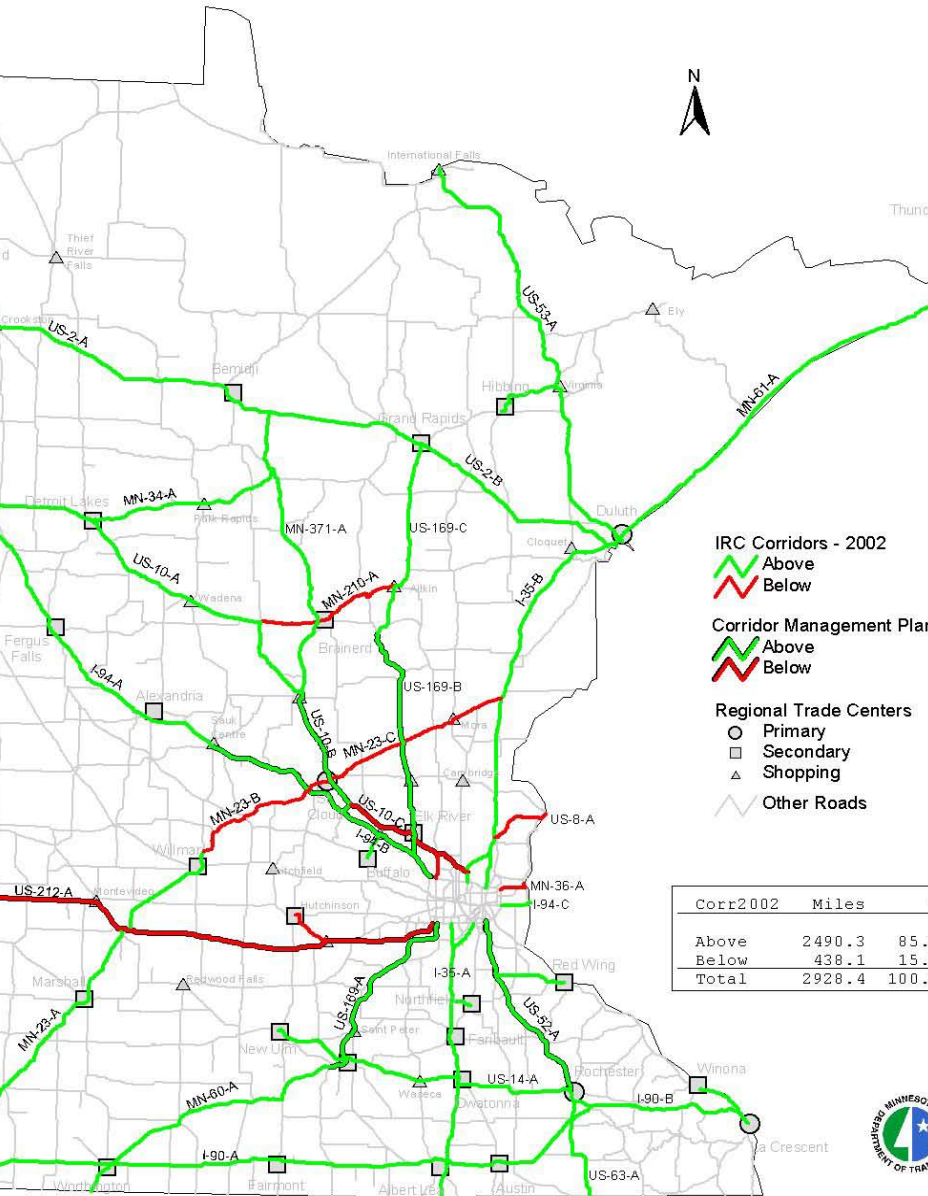 N
International Falls
Thunc
Thief
River
Falls
d
US-53-A
Ely
Crookston
US-2-A
Bemidji
Hibbing
Virginia
MN-61-A
Grand Rapids
US-2-B
Detroit Lakes
MN-34-A
Park Rapids
MN-371-A
US-169-C
Duluth
Cloquet
IRC Corridors - 2002
Above
Below
US-10-A
MN-210-A
Aitkin
I-35-B
Wadena
Brainerd
Fergus
Falls
Corridor Management Plan
Above
Below
I-94-A
US-169-B
Alexandria
Regional Trade Centers
Primary
Secondary
Shopping
Other Roads
Sauk
Centre
US-10-B
MN-23-C
Mora
Cambridge
MN-23-B
Cloud
US-10-C
Elk River
US-8-A
I-94-B
Willmar
Litchfield
Buffalo
MN-36-A
US-212-A
Montevideo
Hutchinson
I-94-C
Corr2002 Miles
Above 2490.3 85.
Below 438.1 15.
Total 2928.4 100.
Marshall
Redwood Falls
I-35-A
Red Wing
US-169-A
Northfield
US-52-A
MN-23-A
New Ulm
Saint Peter
Faribault
Rochester
Winona
US-14-A
MN-60-A
Waseca
Owatonna
I-90-B
La Crescent
I-90-A
US-63-A
Worthington
Fairmont
Albert Lea
Austin
MINNESO
DEPARTMENT OF TRAN